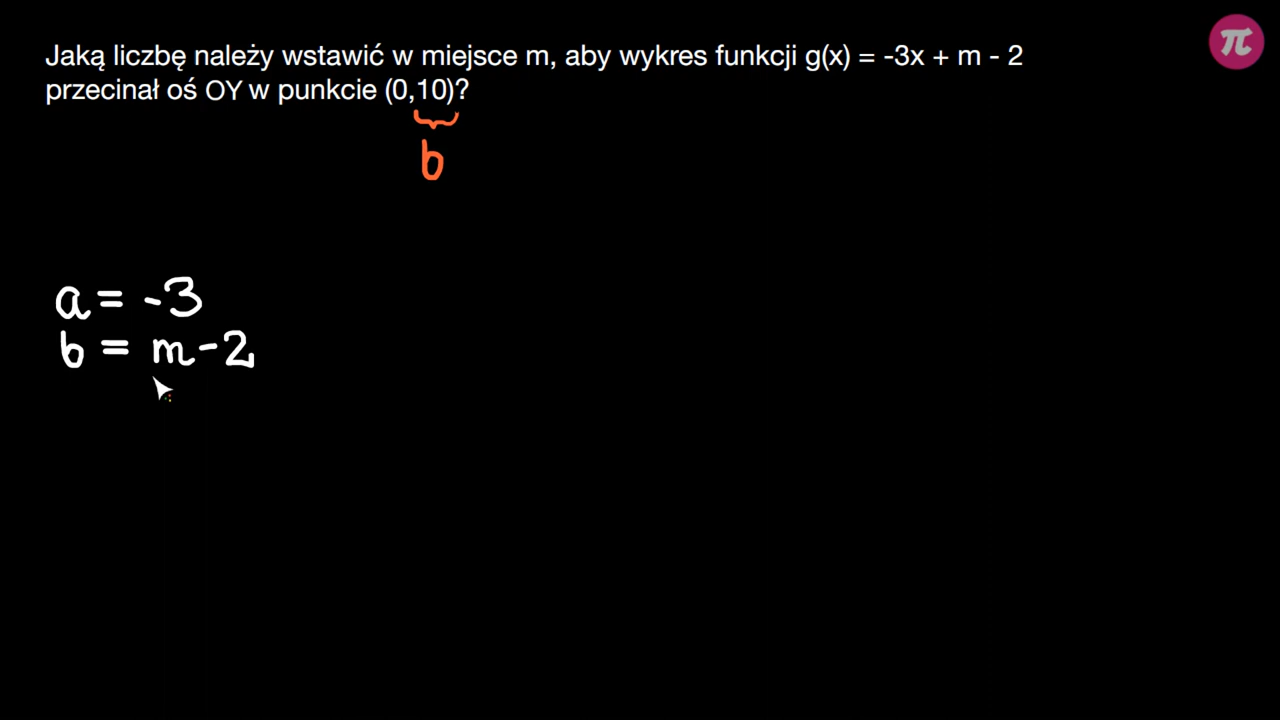 Jaką liczbę należy wstawić w miejsce m, aby wykres funkcji g(x) = -3x + m - 2
przecinał oś OY w punkcie (0,10)?
b
a = -3
b = m-2
π